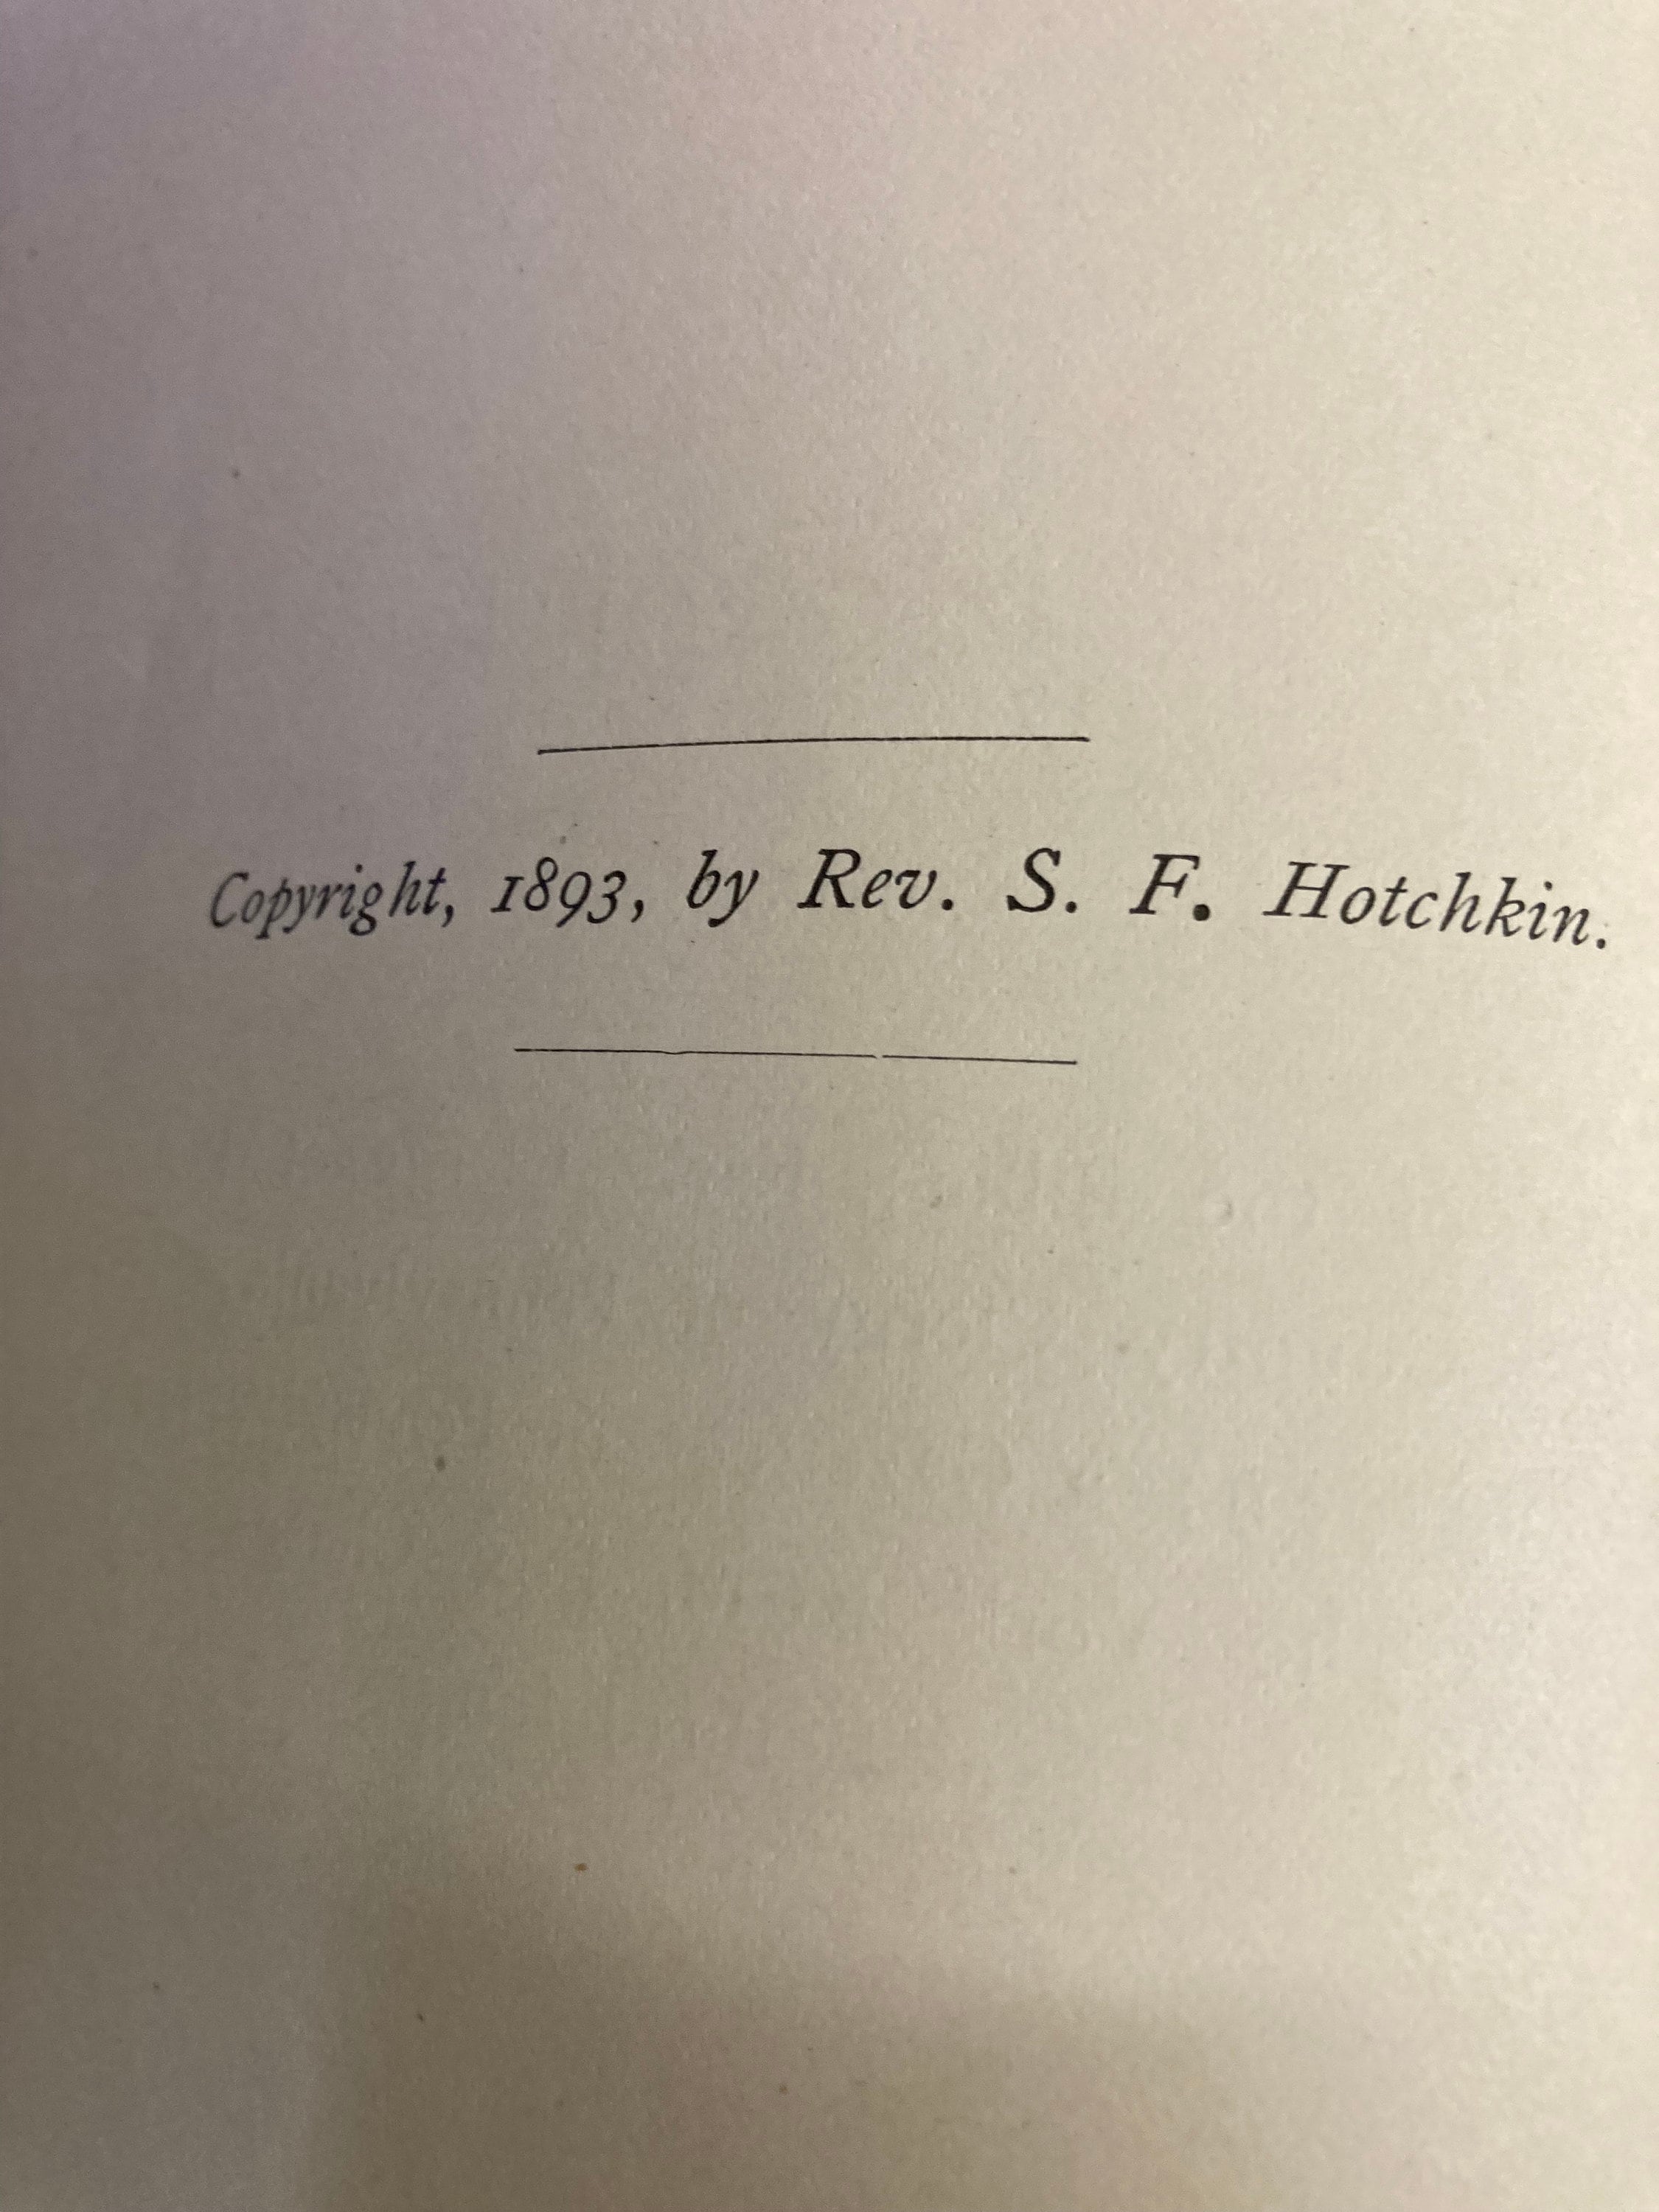 Copyright, 1893, by Rev. S. F. Hotchkin.